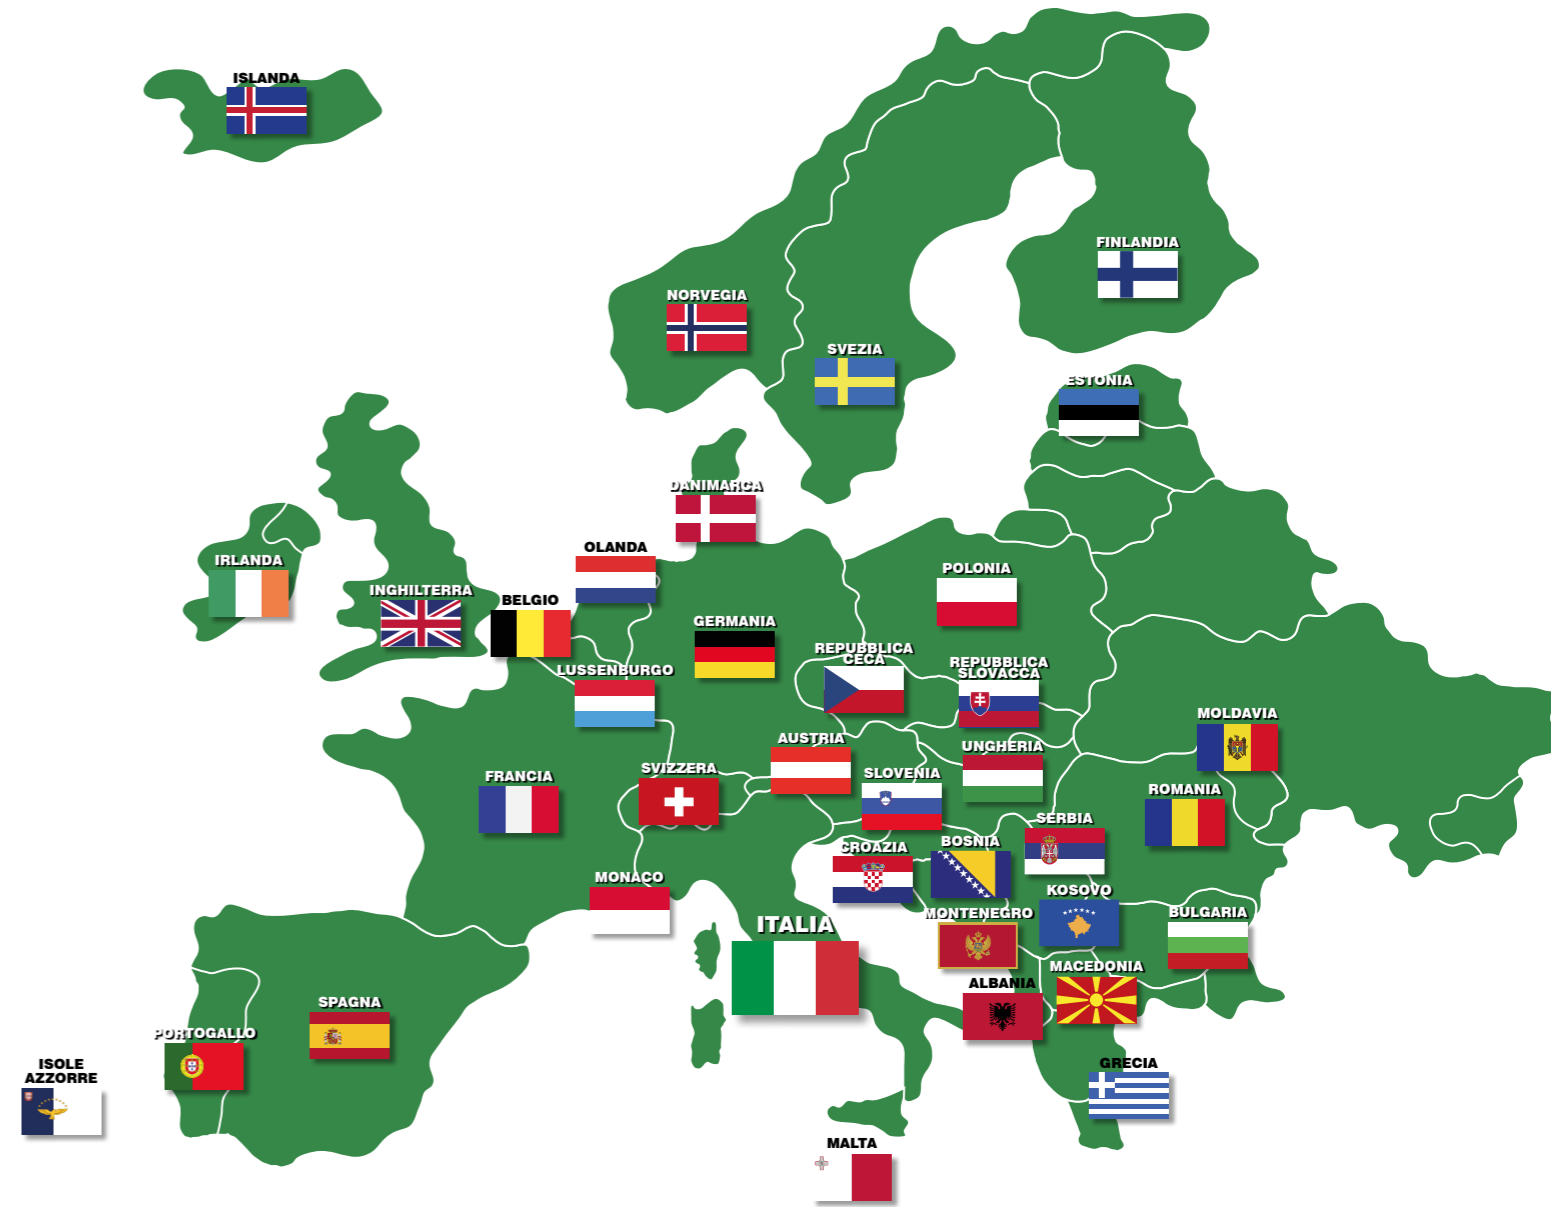 ISLANDA
FINLANDIA
NORVEGIA
SVEZIA
ESTONIA
DANIMARCA
OLANDA
IRLANDA
POLONIA
INGHILTERRA
BELGIO
GERMANIA
REPUBBLICA
CECA
REPUBBLICA
SLOVACCA
LUSSENBURGO
MOLDAVIA
AUSTRIA
UNGHERIA
SVIZZERA
SLOVENIA
FRANCIA
ROMANIA
SERBIA
BOSNIA
CROAZIA
MONACO
KOSOVO
MONTENEGRO
BULGARIA
ITALIA
MACEDONIA
ALBANIA
SPAGNA
PORTOGALLO
ISOLE
AZZORRE
GRECIA
MALTA